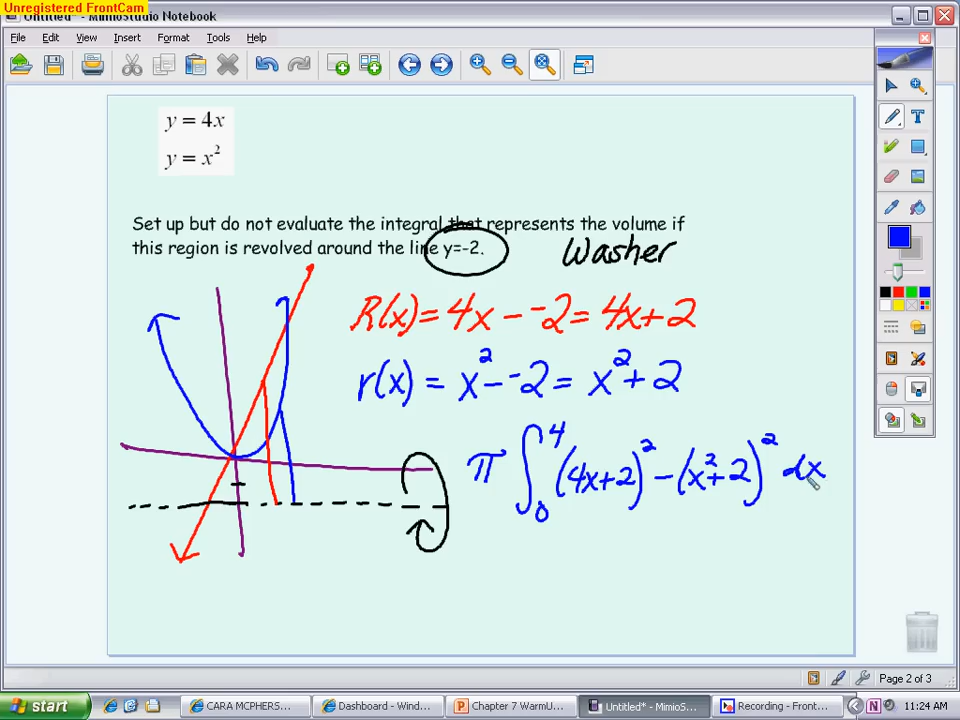 Unregistered FrontCam
Untitled* - MimioStudio Notebook
File Edit View Insert Format Tools Help
y = 4x
y = x²
Set up but do not evaluate the integral that represents the volume if
this region is revolved around the line y=-2.
Washer
R(x) = 4x - -2 = 4x + 2
r(x) = x² - -2 = x² + 2
π ∫₀⁴ (4x+2)² - (x²+2)² dx
Page 2 of 3
start
CARA MCPHERS...
Dashboard - Wind...
Chapter 7 WarmU...
Untitled* - MimioS...
Recording - Freez...
11:24 AM